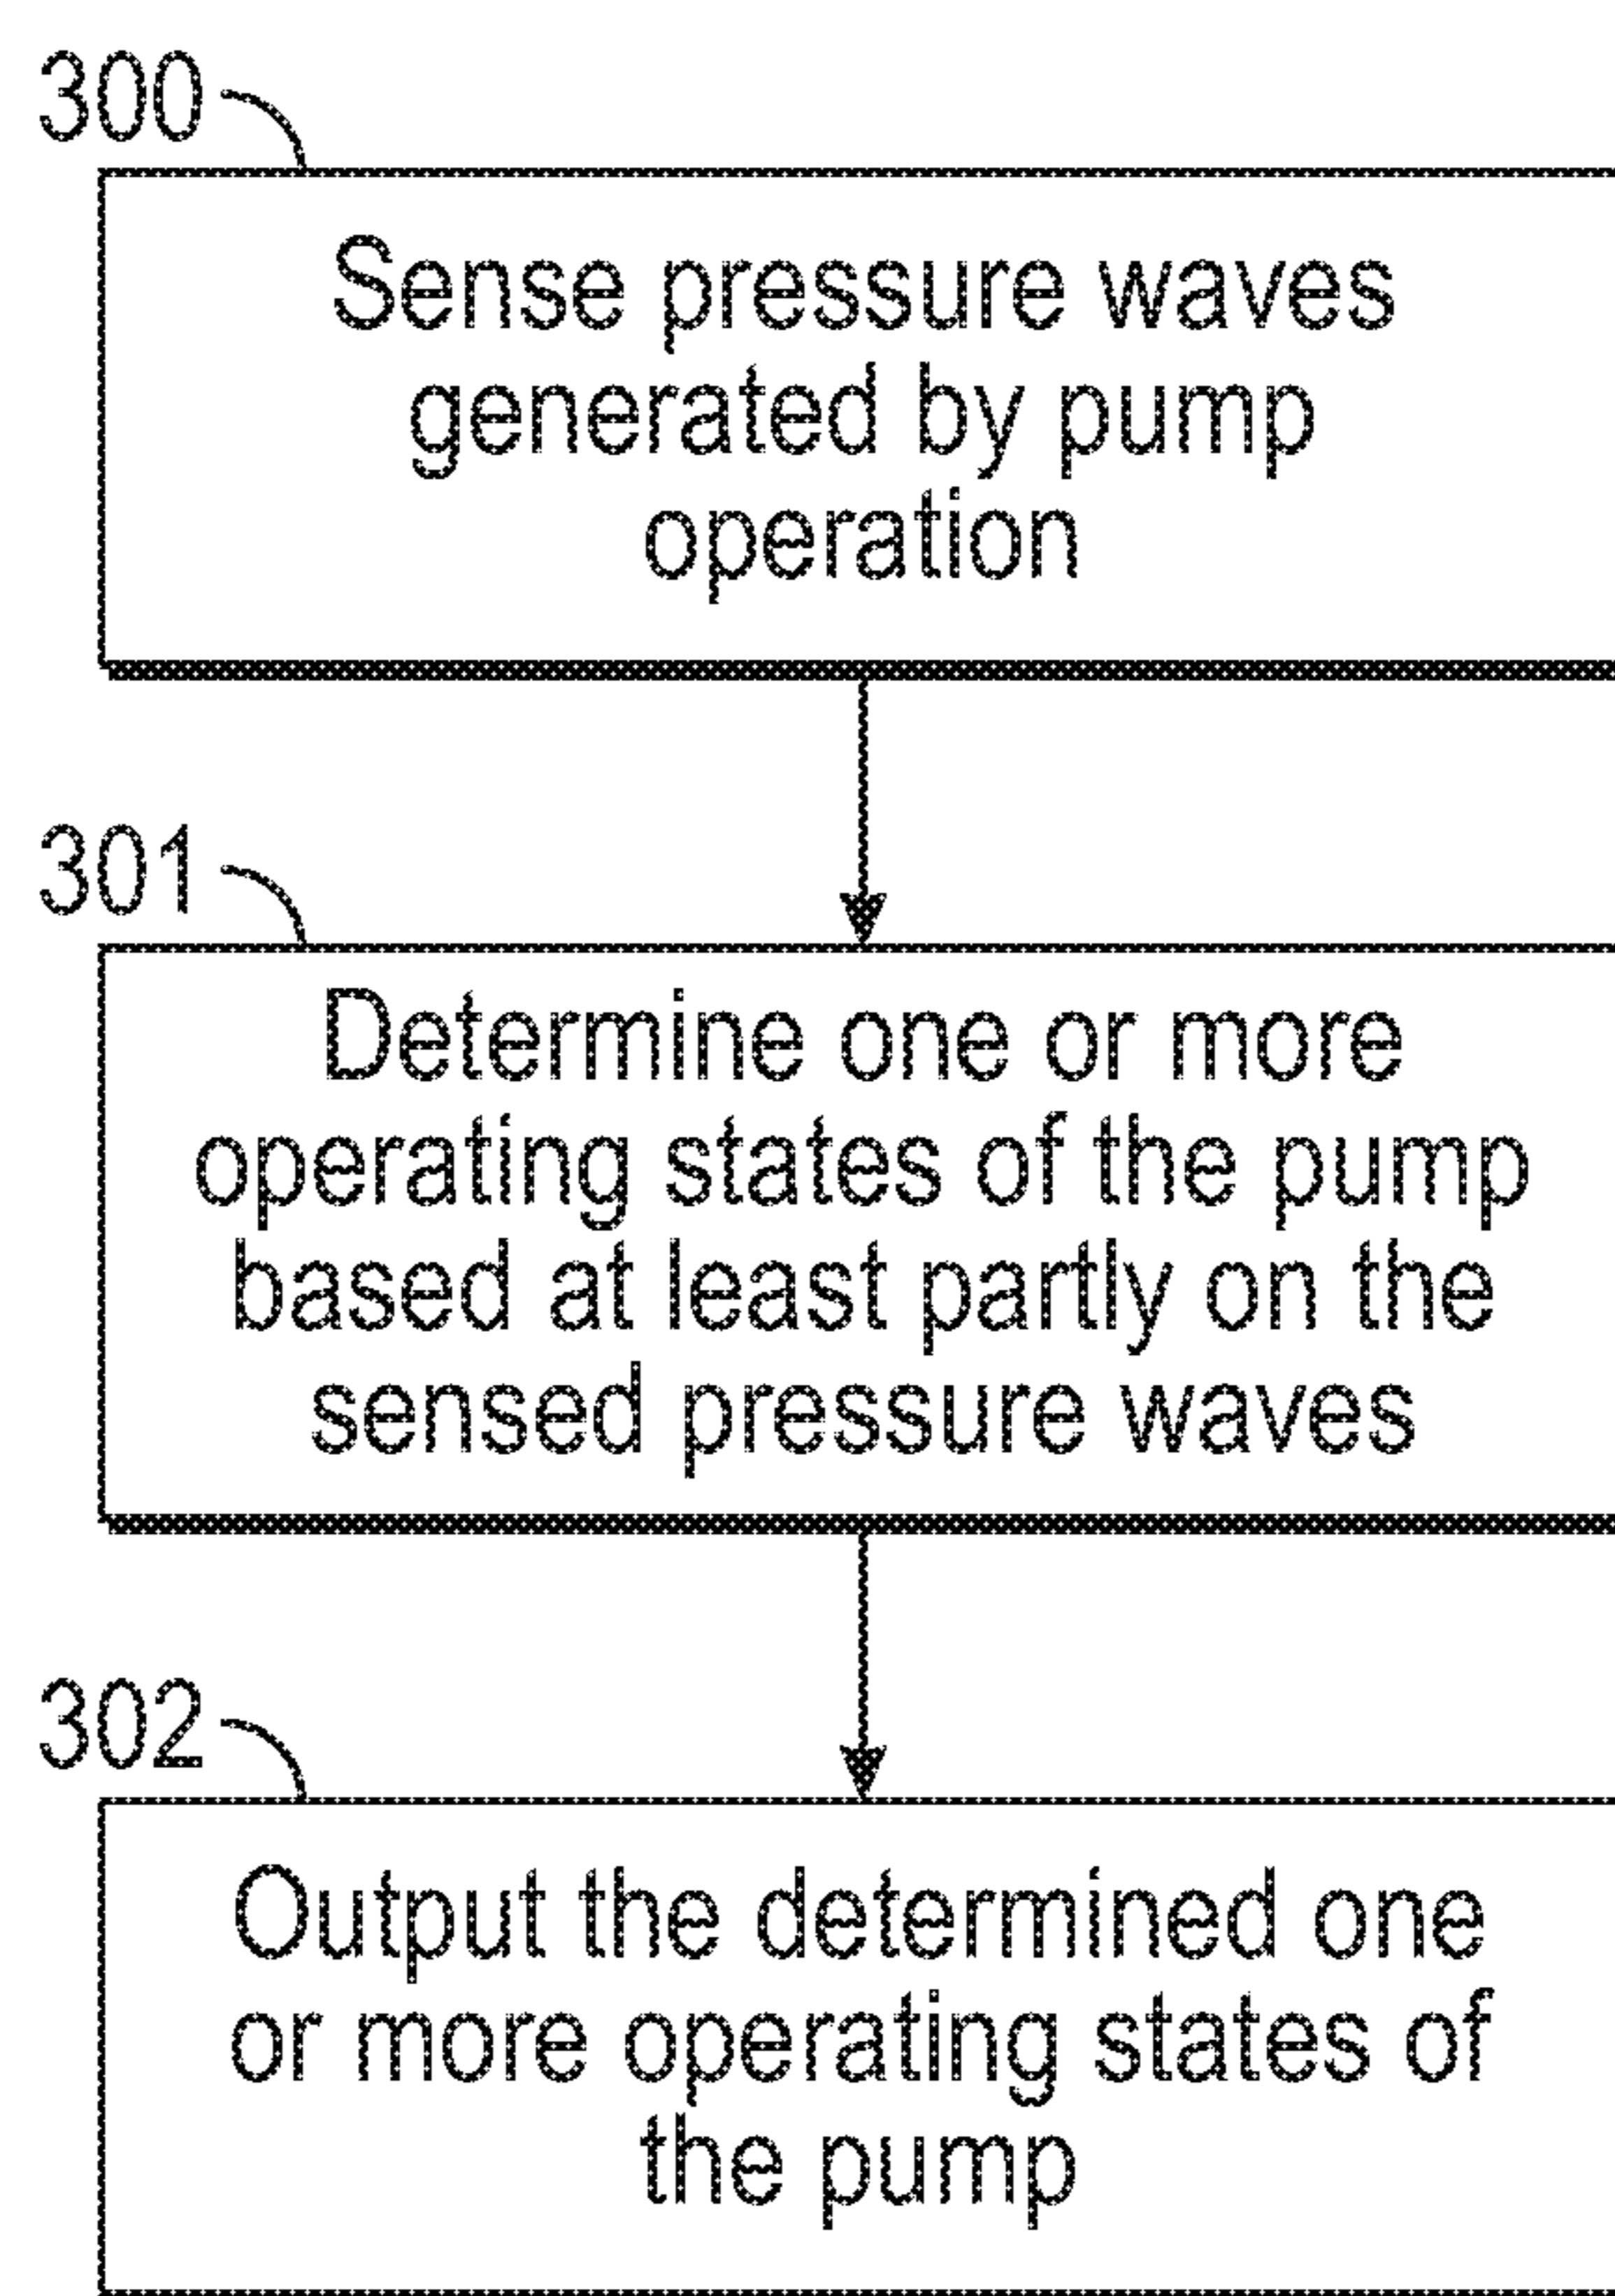 300
Sense pressure waves
generated by pump
operation
301
Determine one or more
operating states of the pump
based at least partly on the
sensed pressure waves
302
Output the determined one
or more operating states of
the pump